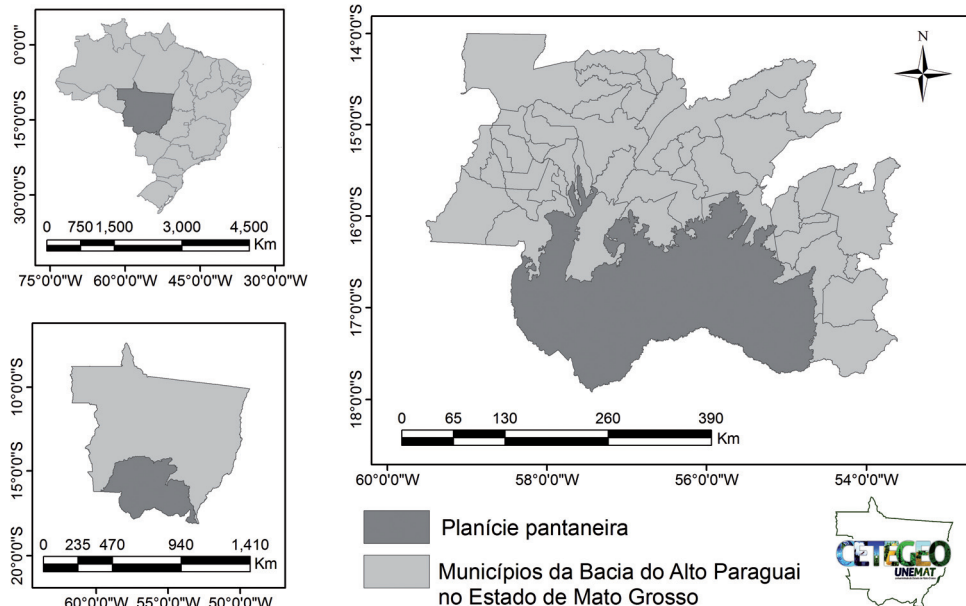 0°0'0"
15°0'0"S
30°0'0"S
0 750 1,500 3,000 4,500
Km
75°0'0"W 60°0'0"W 45°0'0"W 30°0'0"W
10°0'0"S
15°0'0"S
20°0'0"S
0 235 470 940 1,410
Km
60°0'0"W 55°0'0"W 50°0'0"W
14°0'0"S
15°0'0"S
16°0'0"S
17°0'0"S
18°0'0"S
N
0 65 130 260 390
Km
60°0'0"W 58°0'0"W 56°0'0"W 54°0'0"W
Planície pantaneira
Municípios da Bacia do Alto Paraguai
no Estado de Mato Grosso
CETEGEO
UNEMAT